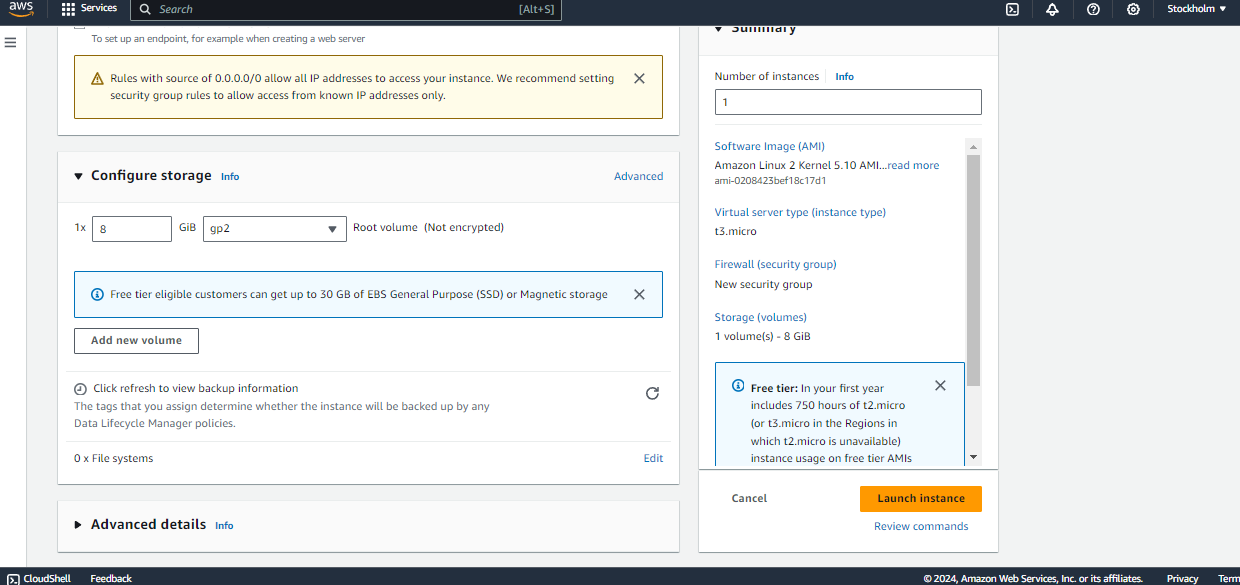 aws
Services
Search
[Alt+S]
Stockholm
To set up an endpoint, for example when creating a web server
Rules with source of 0.0.0.0/0 allow all IP addresses to access your instance. We recommend setting
security group rules to allow access from known IP addresses only.
Configure storage Info
Advanced
1x
8
GiB
gp2
Root volume (Not encrypted)
Free tier eligible customers can get up to 30 GB of EBS General Purpose (SSD) or Magnetic storage
Add new volume
Click refresh to view backup information
The tags that you assign determine whether the instance will be backed up by any
Data Lifecycle Manager policies.
0 x File systems
Edit
Advanced details Info
Summary
Number of instances
Info
1
Software Image (AMI)
Amazon Linux 2 Kernel 5.10 AMI...read more
ami-0208423bef18c17d1
Virtual server type (instance type)
t3.micro
Firewall (security group)
New security group
Storage (volumes)
1 volume(s) - 8 GiB
Free tier: In your first year
includes 750 hours of t2.micro
(or t3.micro in the Regions in
which t2.micro is unavailable)
instance usage on free tier AMIs
Cancel
Launch instance
Review commands
CloudShell
Feedback
© 2024, Amazon Web Services, Inc. or its affiliates.
Privacy
Term